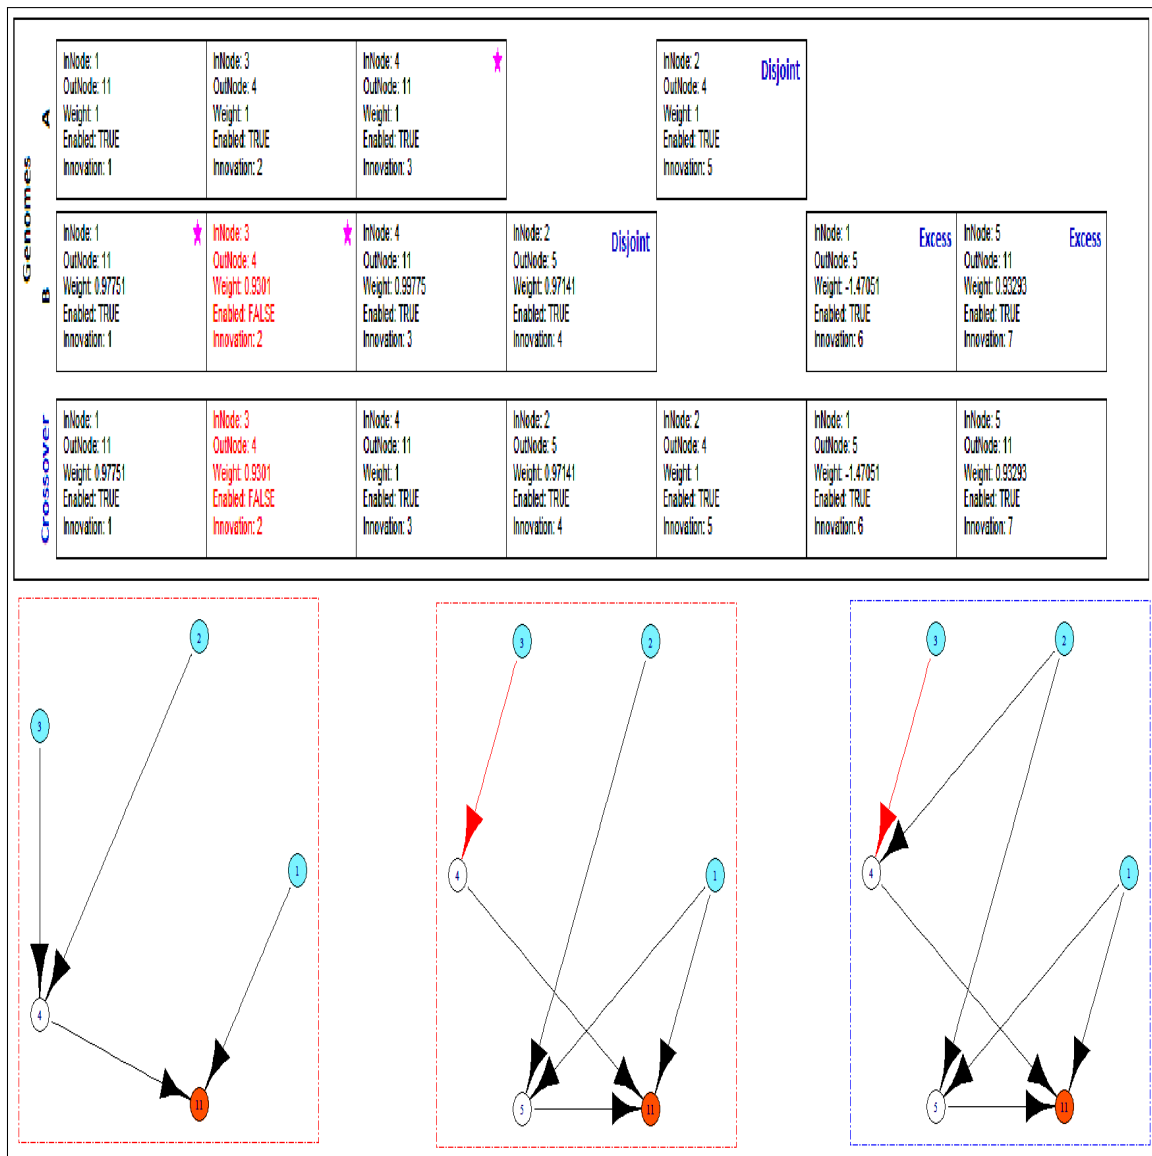 Genomes
A
InNode: 1
OutNode: 11
Weight: 1
Enabled: TRUE
Innovation: 1
InNode: 3
OutNode: 4
Weight: 1
Enabled: TRUE
Innovation: 2
InNode: 4
OutNode: 11
Weight: 1
Enabled: TRUE
Innovation: 3
InNode: 2
Disjoint
OutNode: 4
Weight: 1
Enabled: TRUE
Innovation: 5
B
InNode: 1
OutNode: 11
Weight: 0.97751
Enabled: TRUE
Innovation: 1
InNode: 3
OutNode: 4
Weight: 0.9301
Enabled: FALSE
Innovation: 2
InNode: 4
OutNode: 11
Weight: 0.99775
Enabled: TRUE
Innovation: 3
InNode: 2
Disjoint
OutNode: 5
Weight: 0.97141
Enabled: TRUE
Innovation: 4
InNode: 1
Excess
OutNode: 5
Weight: -1.47051
Enabled: TRUE
Innovation: 6
InNode: 5
Excess
OutNode: 11
Weight: 0.93293
Enabled: TRUE
Innovation: 7
Crossover
InNode: 1
OutNode: 11
Weight: 0.97751
Enabled: TRUE
Innovation: 1
InNode: 3
OutNode: 4
Weight: 0.9301
Enabled: FALSE
Innovation: 2
InNode: 4
OutNode: 11
Weight: 1
Enabled: TRUE
Innovation: 3
InNode: 2
OutNode: 5
Weight: 0.97141
Enabled: TRUE
Innovation: 4
InNode: 2
OutNode: 4
Weight: 1
Enabled: TRUE
Innovation: 5
InNode: 1
OutNode: 5
Weight: -1.47051
Enabled: TRUE
Innovation: 6
InNode: 5
OutNode: 11
Weight: 0.93293
Enabled: TRUE
Innovation: 7
2
3
1
4
11
3
2
4
1
5
11
3
2
4
1
5
11